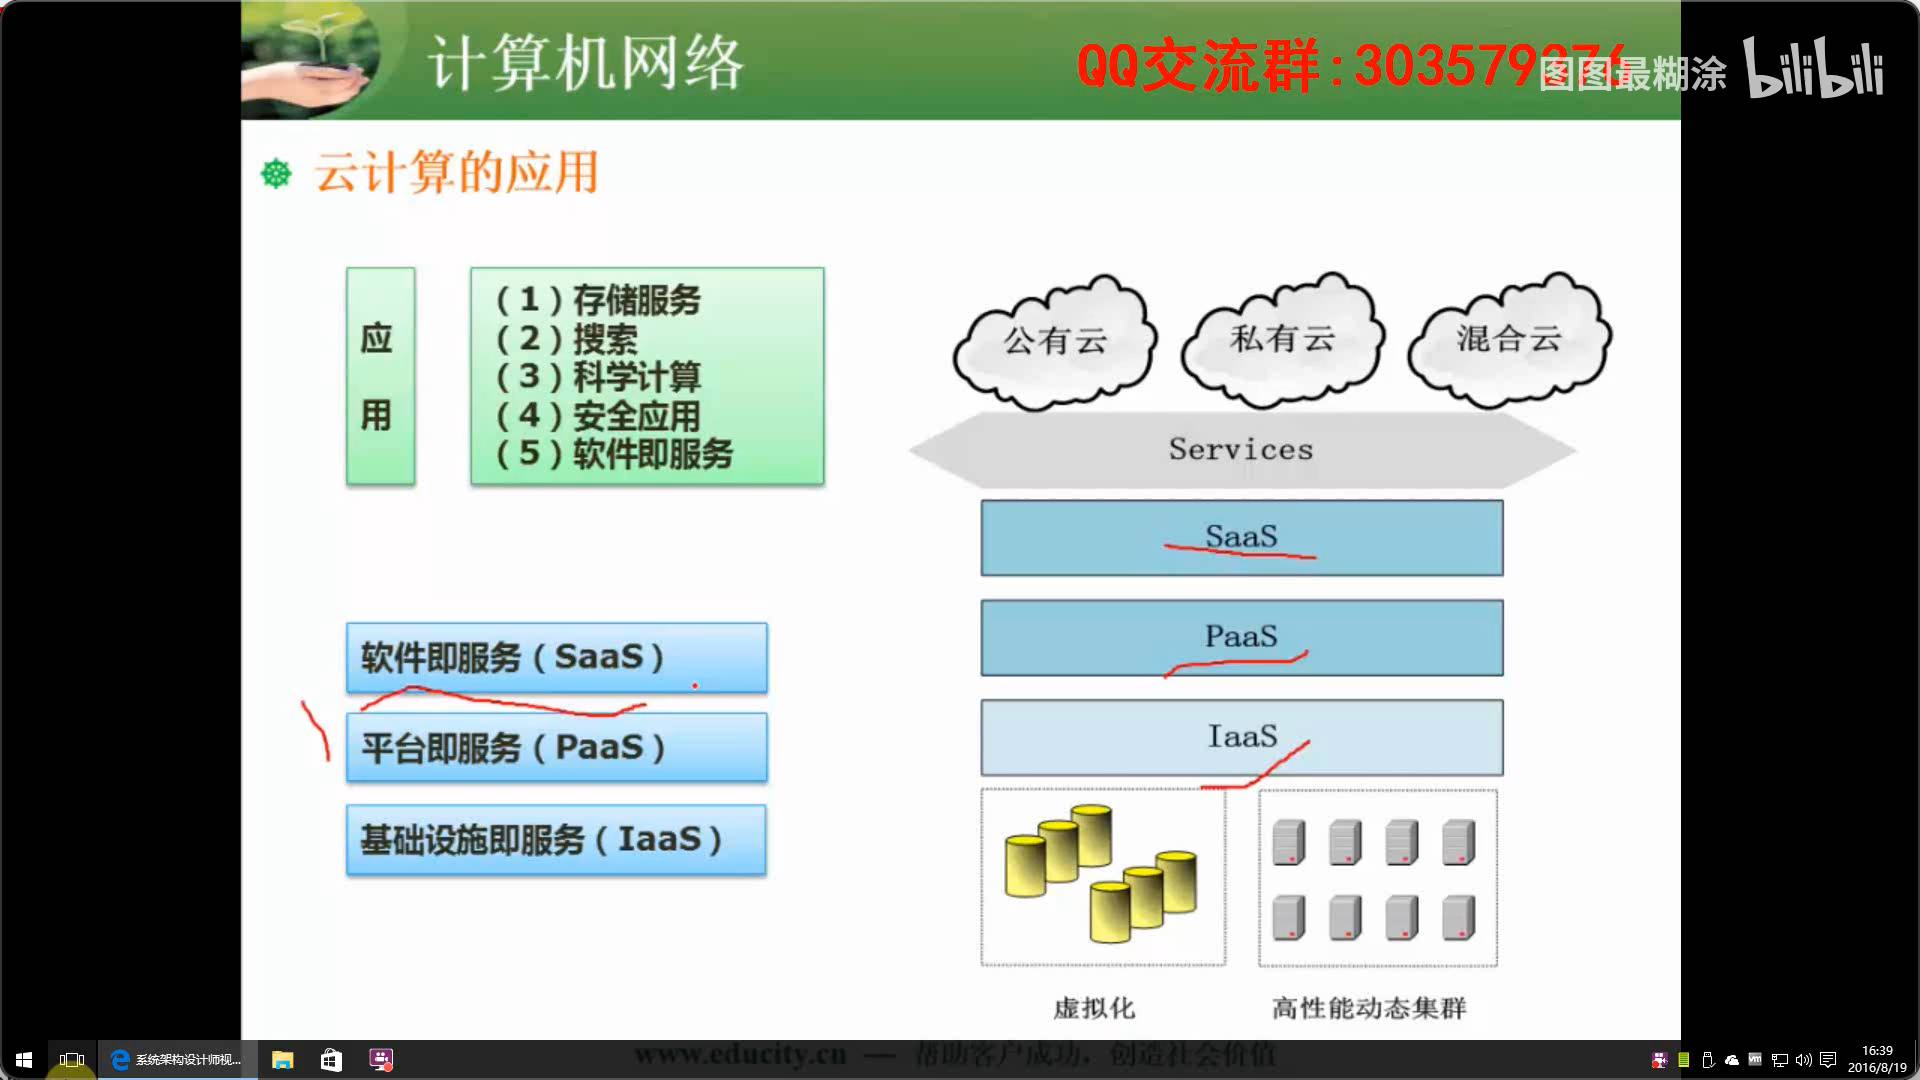 计算机网络
QQ交流群:303579276
图图最糊涂 bilibili
云计算的应用
应
用
（1）存储服务
（2）搜索
（3）科学计算
（4）安全应用
（5）软件即服务
公有云
私有云
混合云
Services
SaaS
PaaS
IaaS
软件即服务（SaaS）
平台即服务（PaaS）
基础设施即服务（IaaS）
虚拟化
高性能动态集群
系统架构设计师视...
www.educity.cn — 帮助客户成功，创造社会价值
16:39
2016/8/19